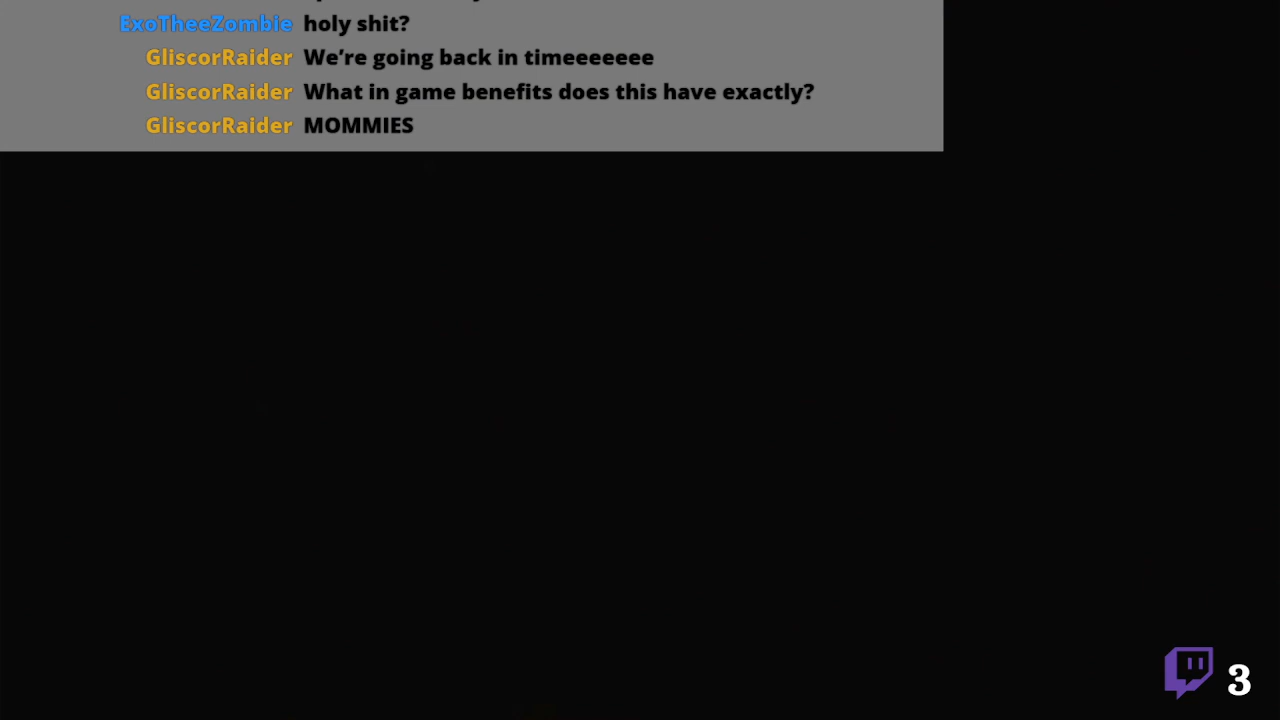 ExoTheeZombie holy shit?
GliscorRaider We’re going back in timeeeeeee
GliscorRaider What in game benefits does this have exactly?
GliscorRaider MOMMIES
3